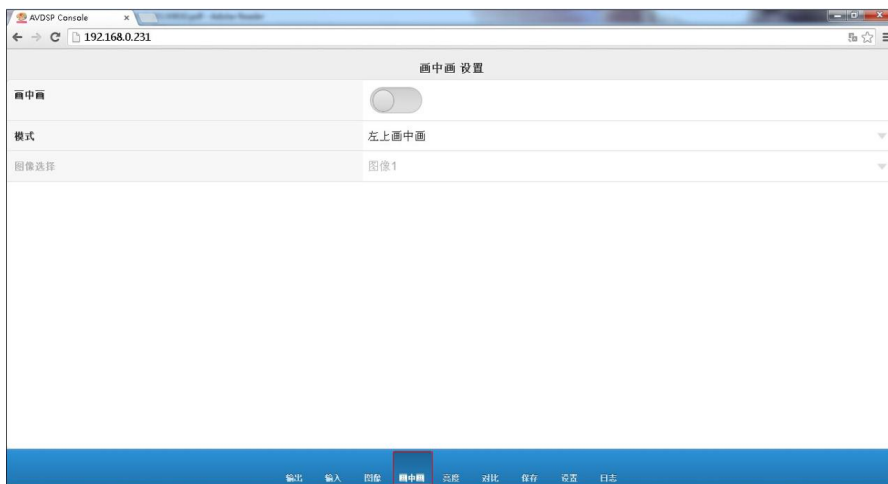 AVDSP Console
192.168.0.231
画中画 设置
画中画
模式 左上画中画
图像选择 图像1
输出 输入 图像 画中画 亮度 对比 保存 设置 日志